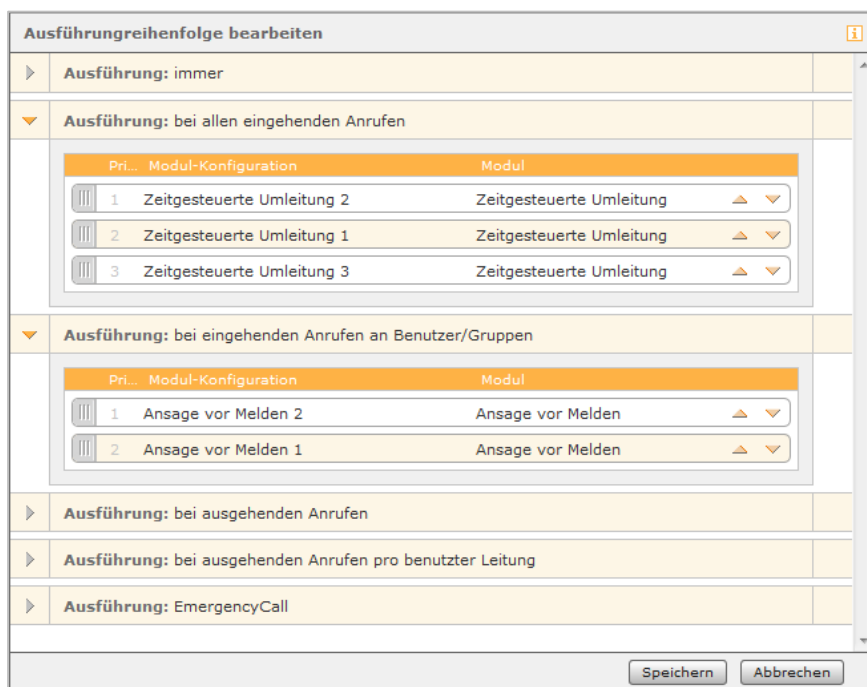 Ausführungreihenfolge bearbeiten
Ausführung: immer
Ausführung: bei allen eingehenden Anrufen
Pri... Modul-Konfiguration Modul
1 Zeitgesteuerte Umleitung 2 Zeitgesteuerte Umleitung
2 Zeitgesteuerte Umleitung 1 Zeitgesteuerte Umleitung
3 Zeitgesteuerte Umleitung 3 Zeitgesteuerte Umleitung
Ausführung: bei eingehenden Anrufen an Benutzer/Gruppen
Pri... Modul-Konfiguration Modul
1 Ansage vor Melden 2 Ansage vor Melden
2 Ansage vor Melden 1 Ansage vor Melden
Ausführung: bei ausgehenden Anrufen
Ausführung: bei ausgehenden Anrufen pro benutzter Leitung
Ausführung: EmergencyCall
Speichern Abbrechen